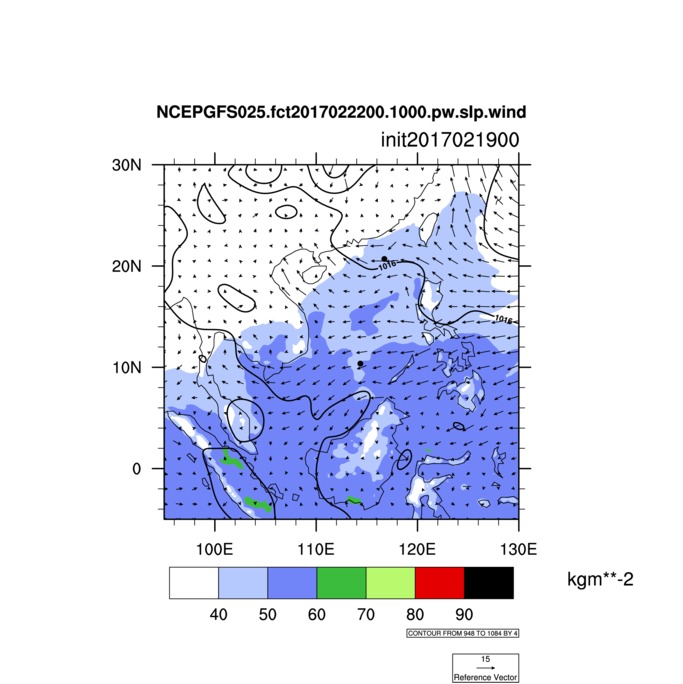 NCEPGFS025.fct2017022200.1000.pw.slp.wind
init2017021900
30N
20N
10N
0
1016
1016
100E 110E 120E 130E
kgm**-2
40 50 60 70 80 90
CONTOUR FROM 948 TO 1084 BY 4
15
Reference Vector